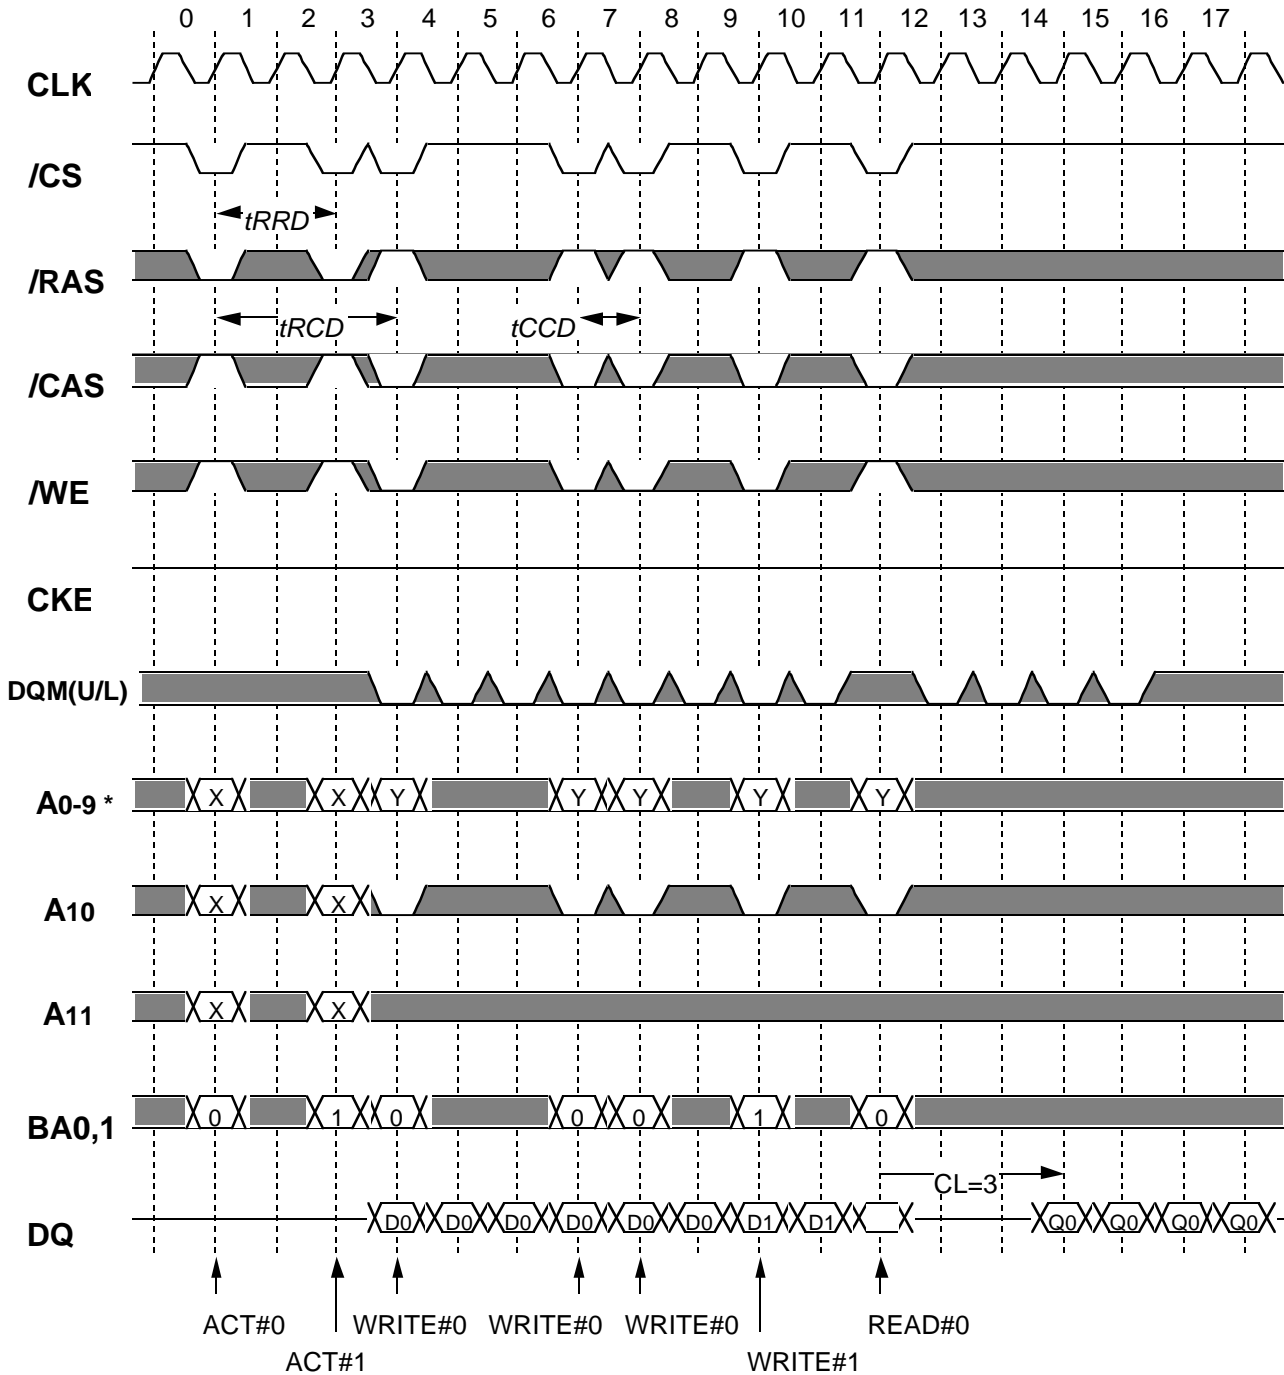 0 1 2 3 4 5 6 7 8 9 10 11 12 13 14 15 16 17
CLK
/CS
tRRD
/RAS
tRCD tCCD
/CAS
/WE
CKE
DQM(U/L)
A0-9 * X X Y Y Y Y Y
A10 X X
A11 X X
BA0,1 0 1 0 0 0 1 0
CL=3
DQ D0 D0 D0 D0 D0 D0 D1 D1 Q0 Q0 Q0 Q0
ACT#0 WRITE#0 WRITE#0 WRITE#0 READ#0
ACT#1 WRITE#1